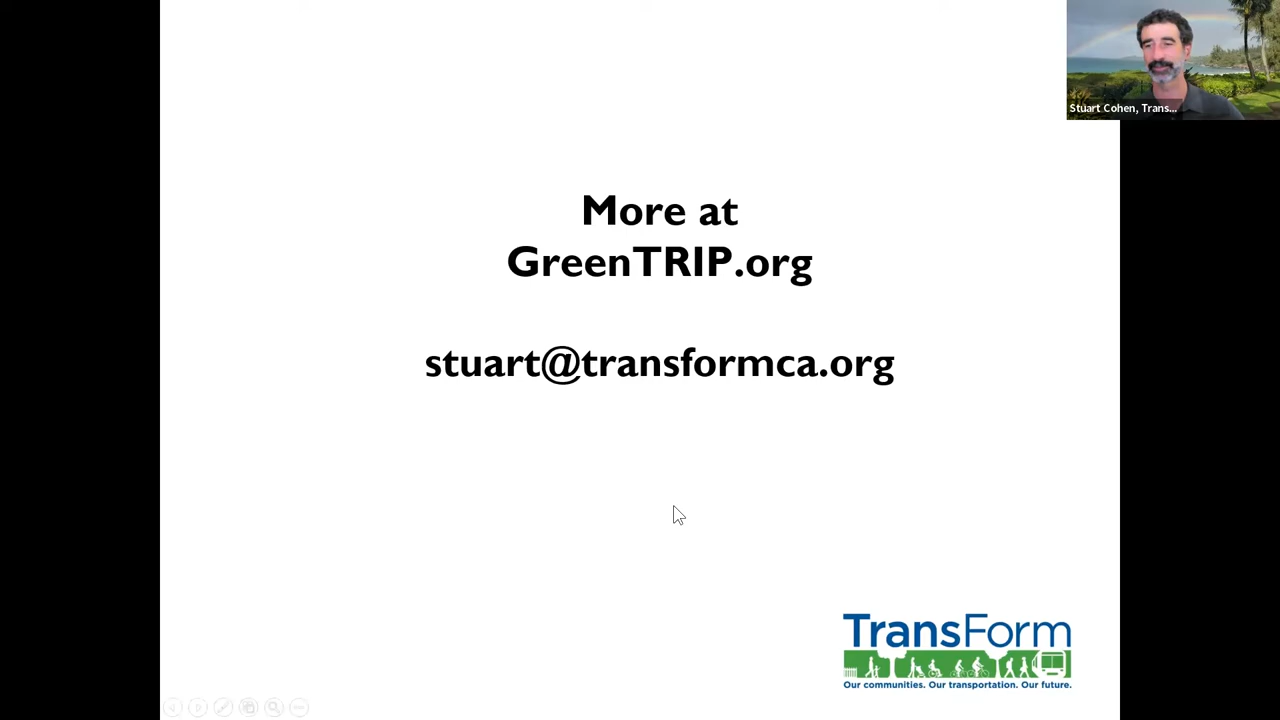 Stuart Cohen, Trans...
More at
GreenTRIP.org
stuart@transformca.org
TransForm
Our communities. Our transportation. Our future.